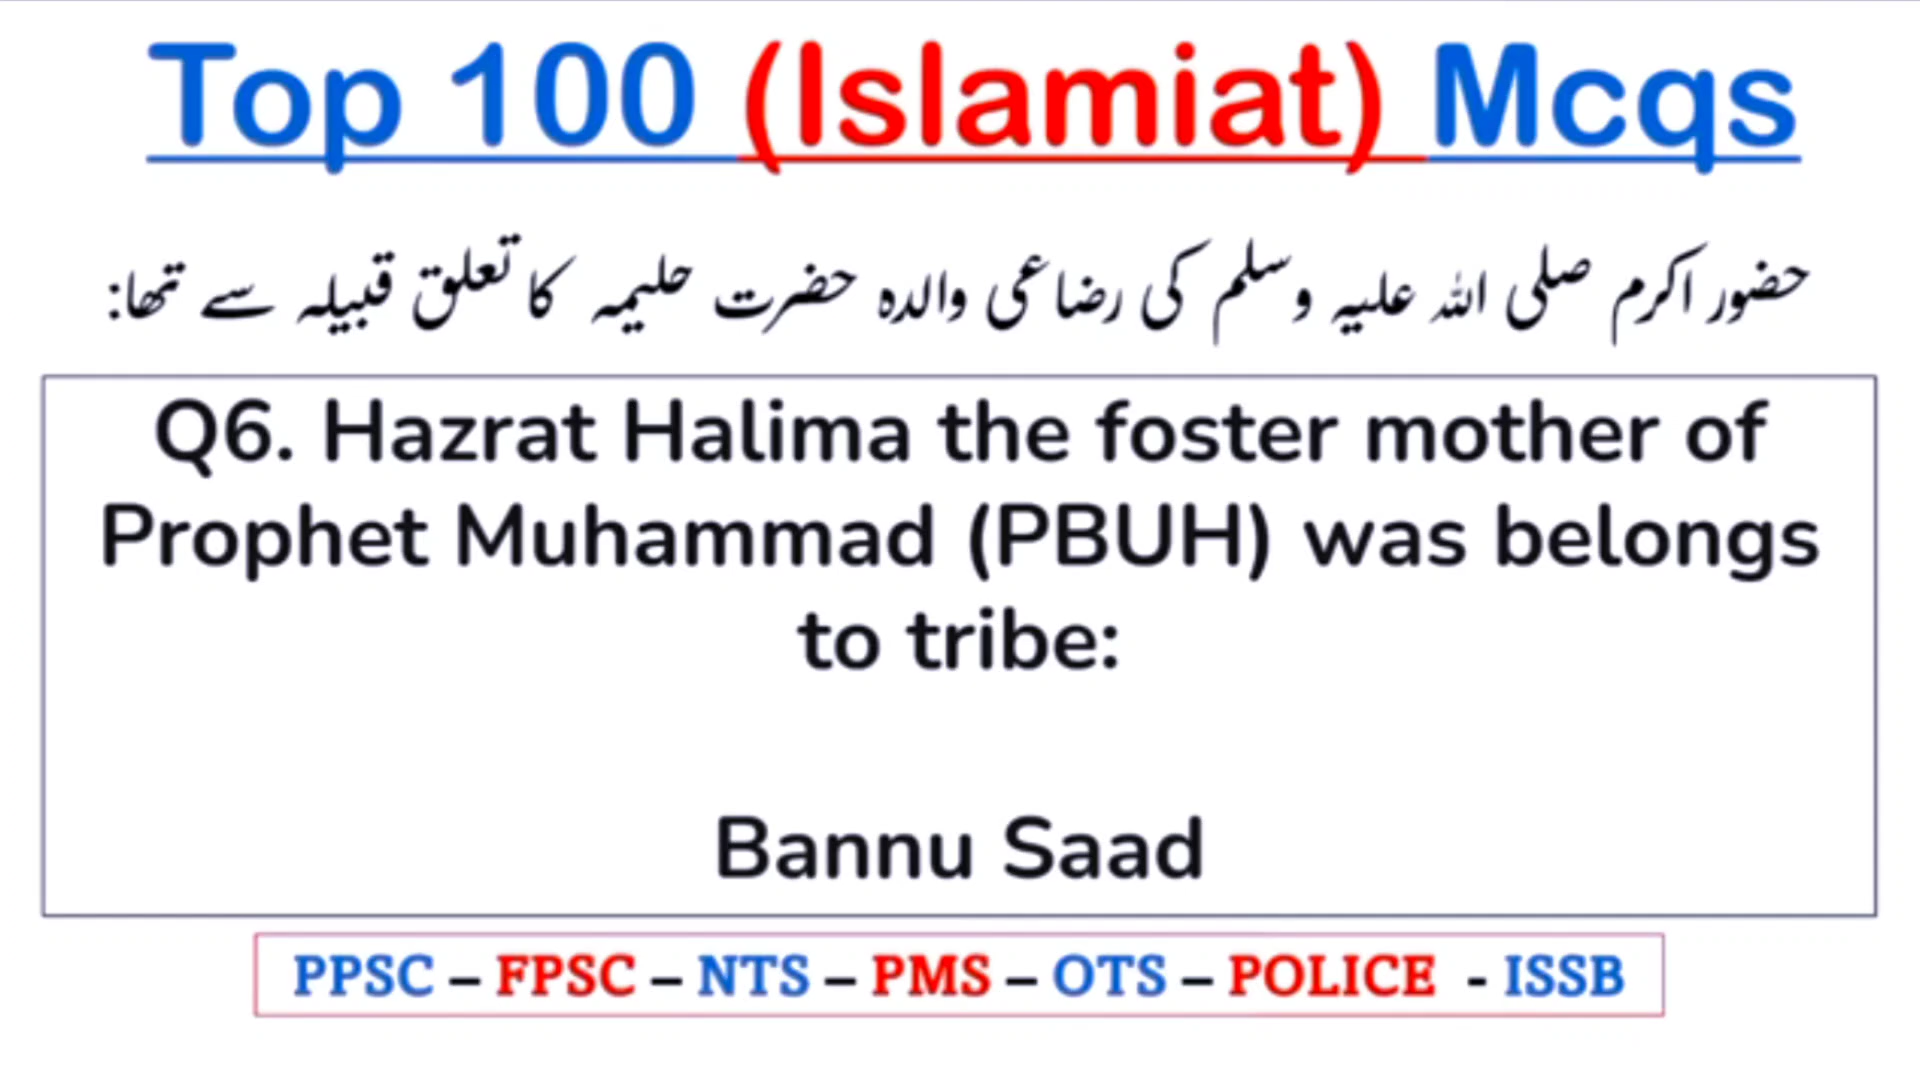 Top 100 (Islamiat) Mcqs
حضور اکرم صلی اللہ علیہ وسلم کی رضاعی والدہ حضرت حلیمہ کا تعلق قبیلہ سے تھا:
Q6. Hazrat Halima the foster mother of
Prophet Muhammad (PBUH) was belongs
to tribe:
Bannu Saad
PPSC – FPSC – NTS – PMS – OTS – POLICE - ISSB